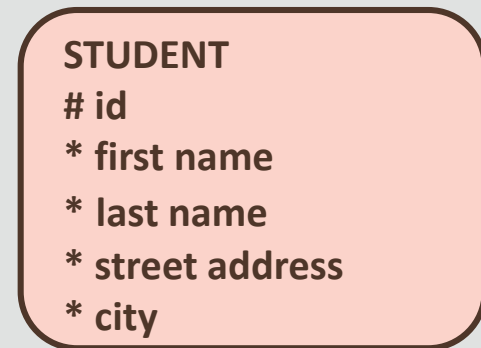 STUDENT
# id
* first name
* last name
* street address
* city